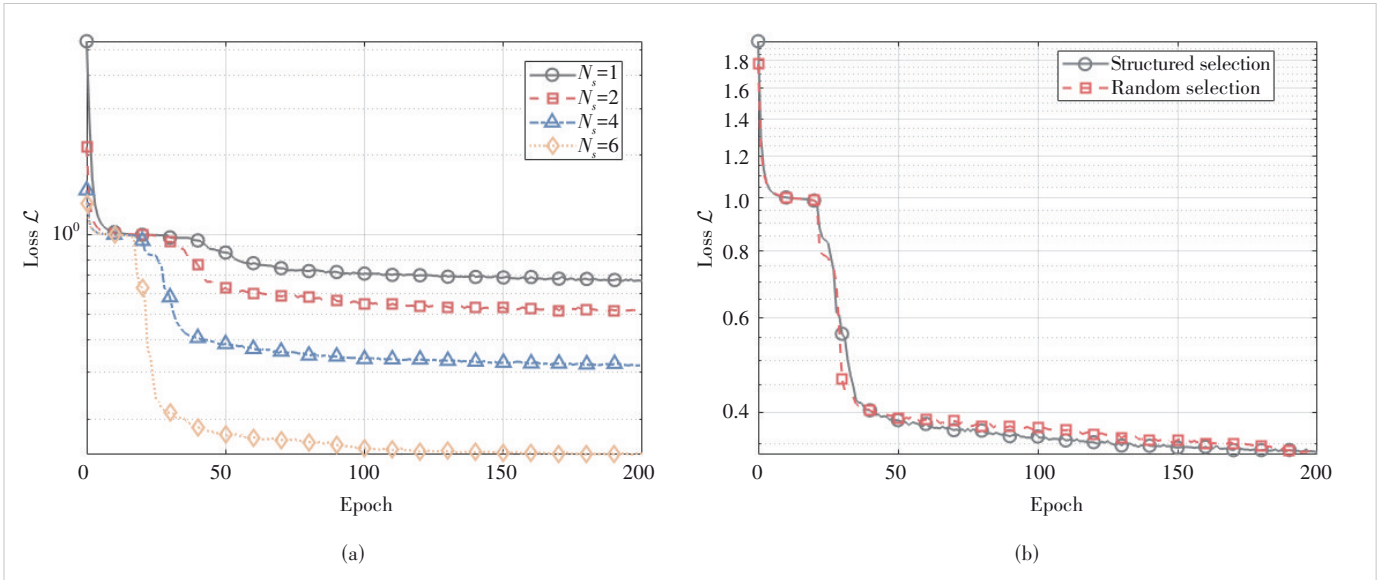 N_s=1
N_s=2
N_s=4
N_s=6
Loss ℒ
10^0
0 50 100 150 200
Epoch
(a)
Structured selection
Random selection
Loss ℒ
1.8
1.6
1.4
1.2
1.0
0.8
0.6
0.4
0 50 100 150 200
Epoch
(b)